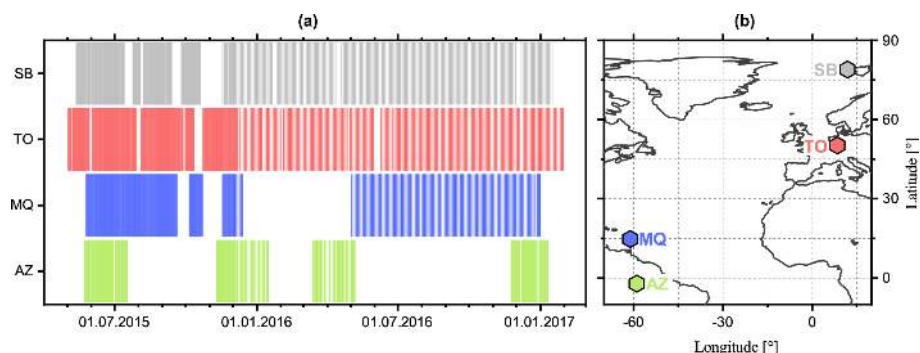 (a)
(b)
SB
TO
MQ
AZ
01.07.2015
01.01.2016
01.07.2016
01.01.2017
SB
TO
MQ
AZ
90
60
30
0
Latitude [°]
-60
-30
0
Longitude [°]